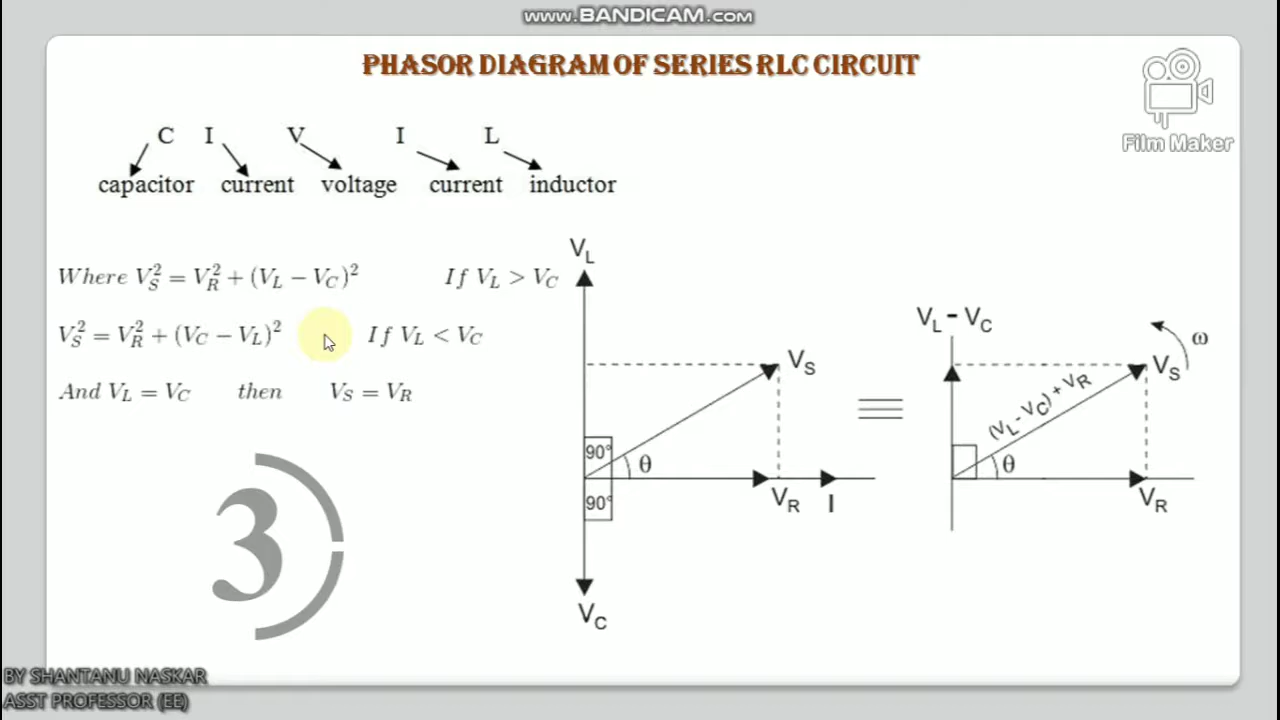 www.BANDICAM.com
PHASOR DIAGRAM OF SERIES RLC CIRCUIT
Film Maker
C I V I L
capacitor current voltage current inductor
Where V_S^2 = V_R^2 + (V_L − V_C)^2 If V_L > V_C
V_S^2 = V_R^2 + (V_C − V_L)^2 If V_L < V_C
And V_L = V_C then V_S = V_R
3
V_L
V_S
90°
θ
90°
V_R
I
V_C
V_L - V_C
ω
V_S
(V_L - V_C) + V_R
θ
V_R
BY SHANTANU NASKAR
ASST PROFESSOR (EE)